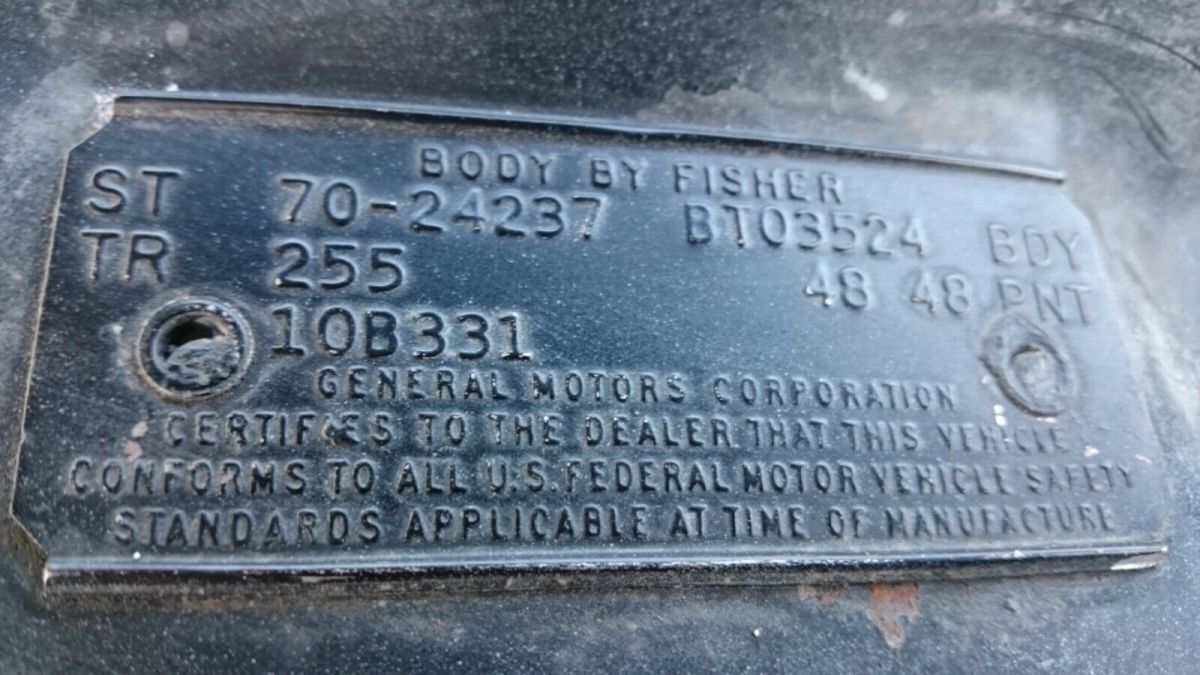 BODY BY FISHER
ST 70-24237 BT03524 BDY
TR 255 48 48 PNT
10B331
GENERAL MOTORS CORPORATION
CERTIFIES TO THE DEALER THAT THIS VEHICLE
CONFORMS TO ALL U.S. FEDERAL MOTOR VEHICLE SAFETY
STANDARDS APPLICABLE AT TIME OF MANUFACTURE